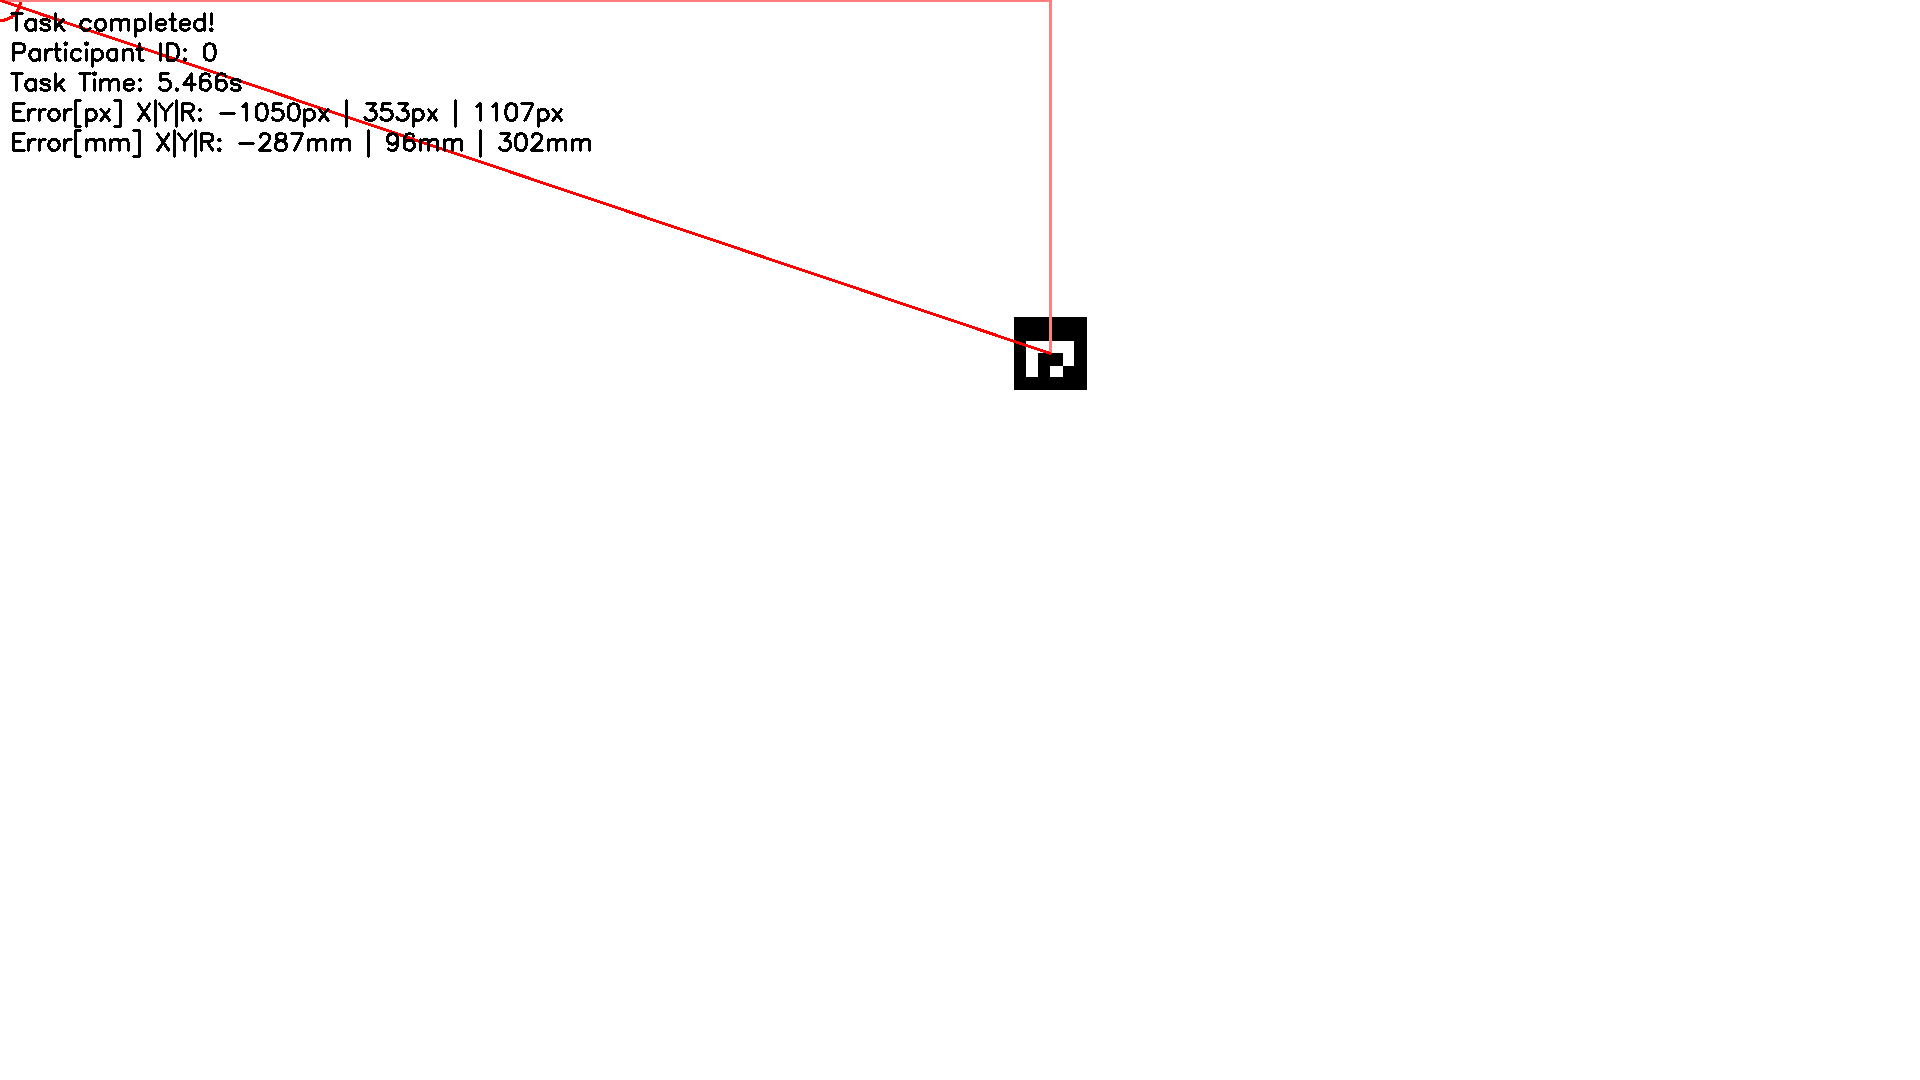 Task completed!
Participant ID: 0
Task Time: 5.466s
Error[px] X|Y|R: -1050px | 353px | 1107px
Error[mm] X|Y|R: -287mm | 96mm | 302mm